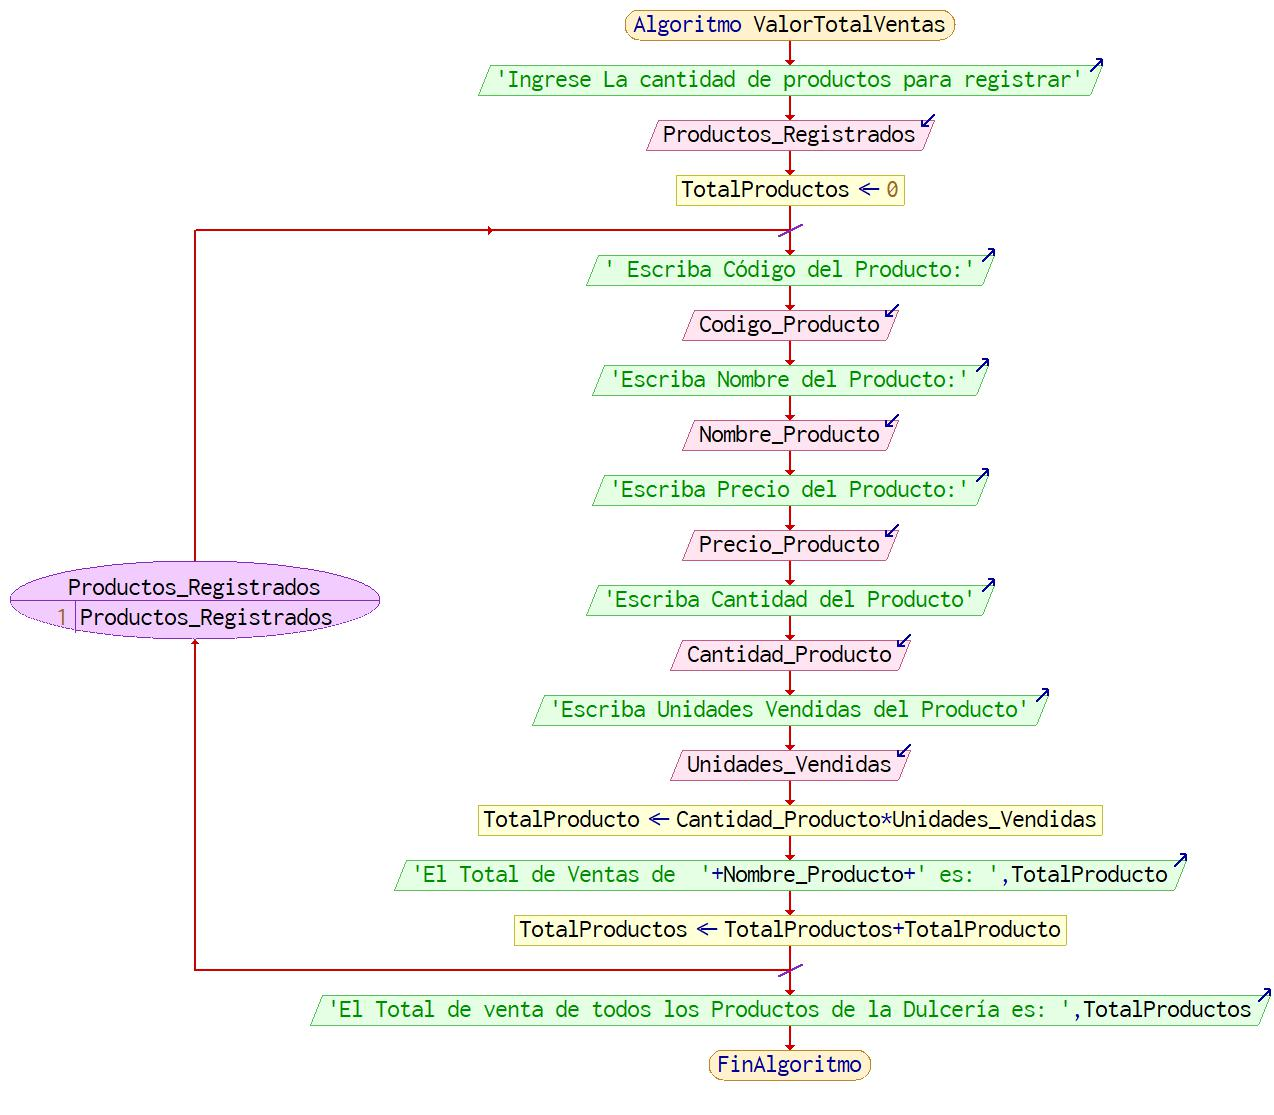 Algoritmo ValorTotalVentas
'Ingrese La cantidad de productos para registrar'
Productos_Registrados
TotalProductos ← 0
' Escriba Código del Producto:'
Codigo_Producto
'Escriba Nombre del Producto:'
Nombre_Producto
'Escriba Precio del Producto:'
Precio_Producto
Productos_Registrados
1 Productos_Registrados
'Escriba Cantidad del Producto'
Cantidad_Producto
'Escriba Unidades Vendidas del Producto'
Unidades_Vendidas
TotalProducto ← Cantidad_Producto*Unidades_Vendidas
'El Total de Ventas de  '+Nombre_Producto+' es: ',TotalProducto
TotalProductos ← TotalProductos+TotalProducto
'El Total de venta de todos los Productos de la Dulcería es: ',TotalProductos
FinAlgoritmo